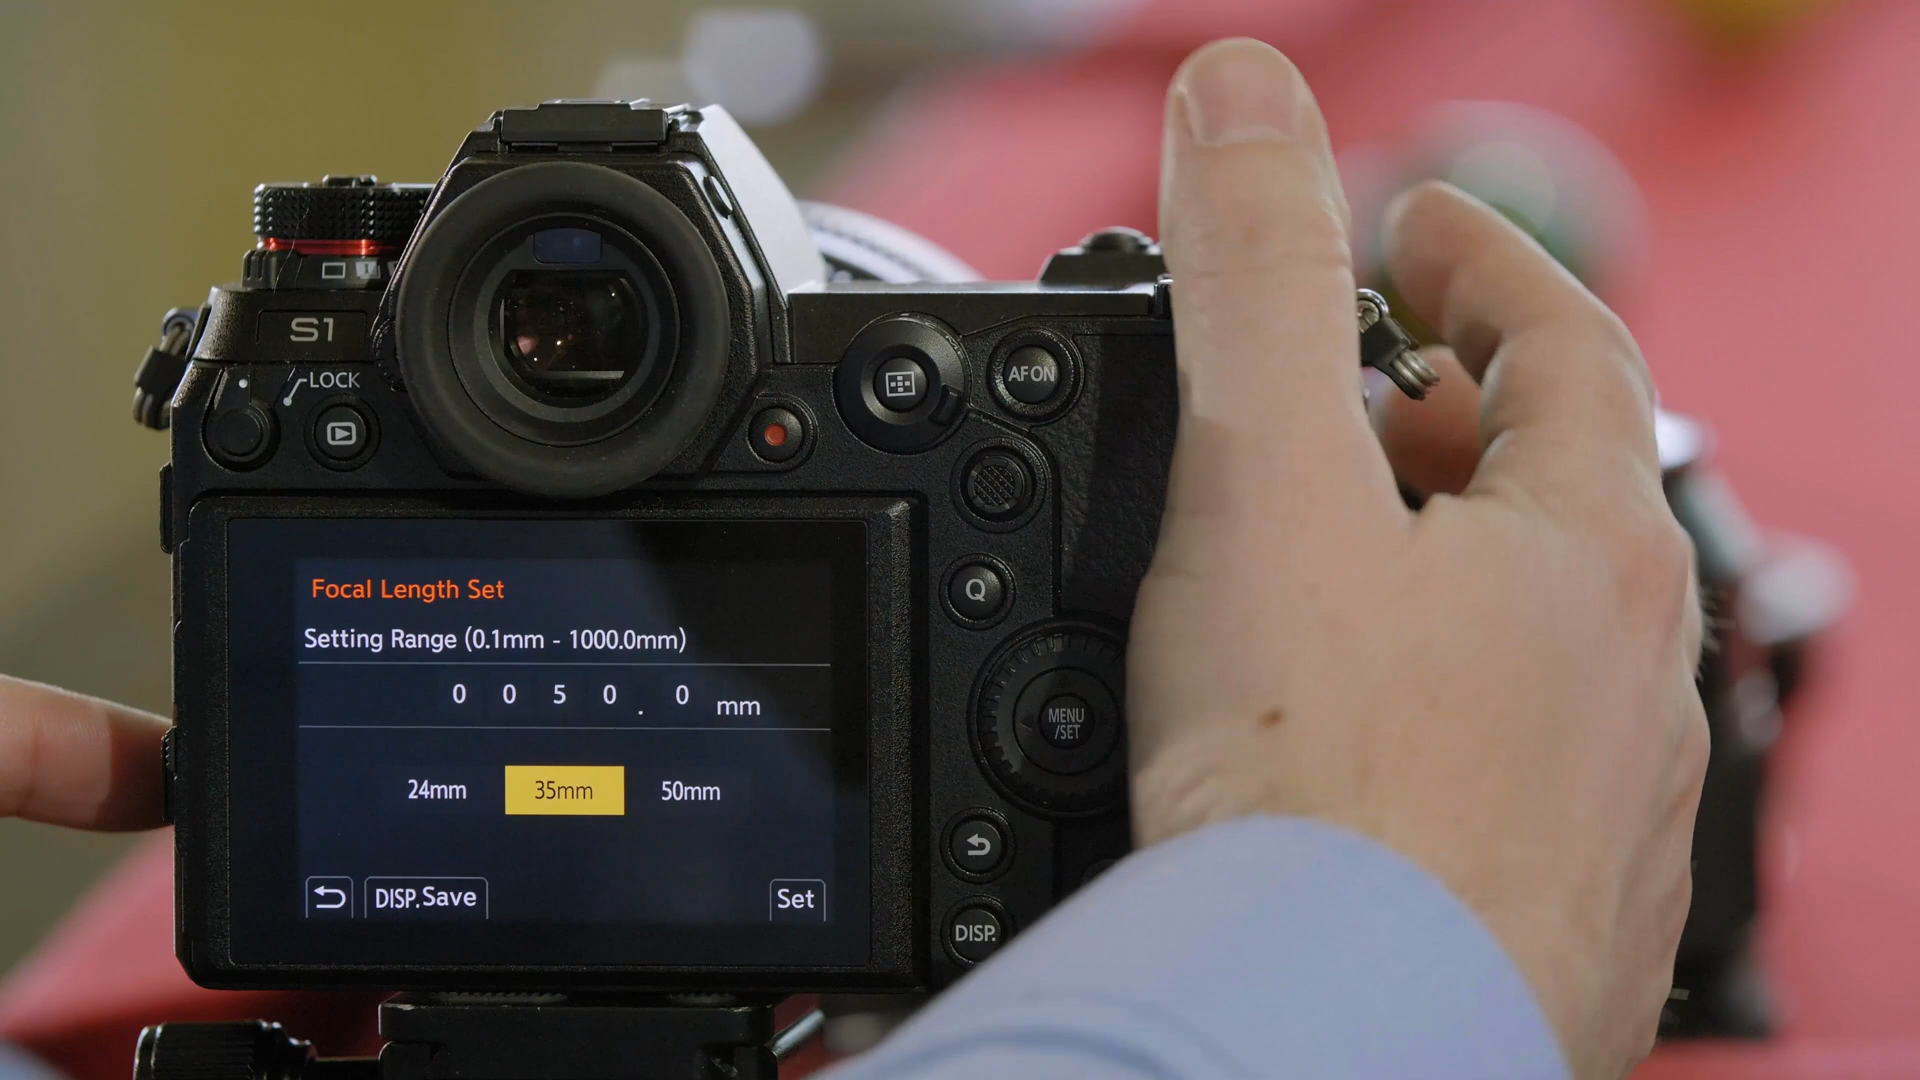 S1
LOCK
AF ON
Focal Length Set
Setting Range (0.1mm - 1000.0mm)
0 0 5 0 . 0 mm
24mm 35mm 50mm
DISP.Save Set
Q
MENU
/SET
DISP.